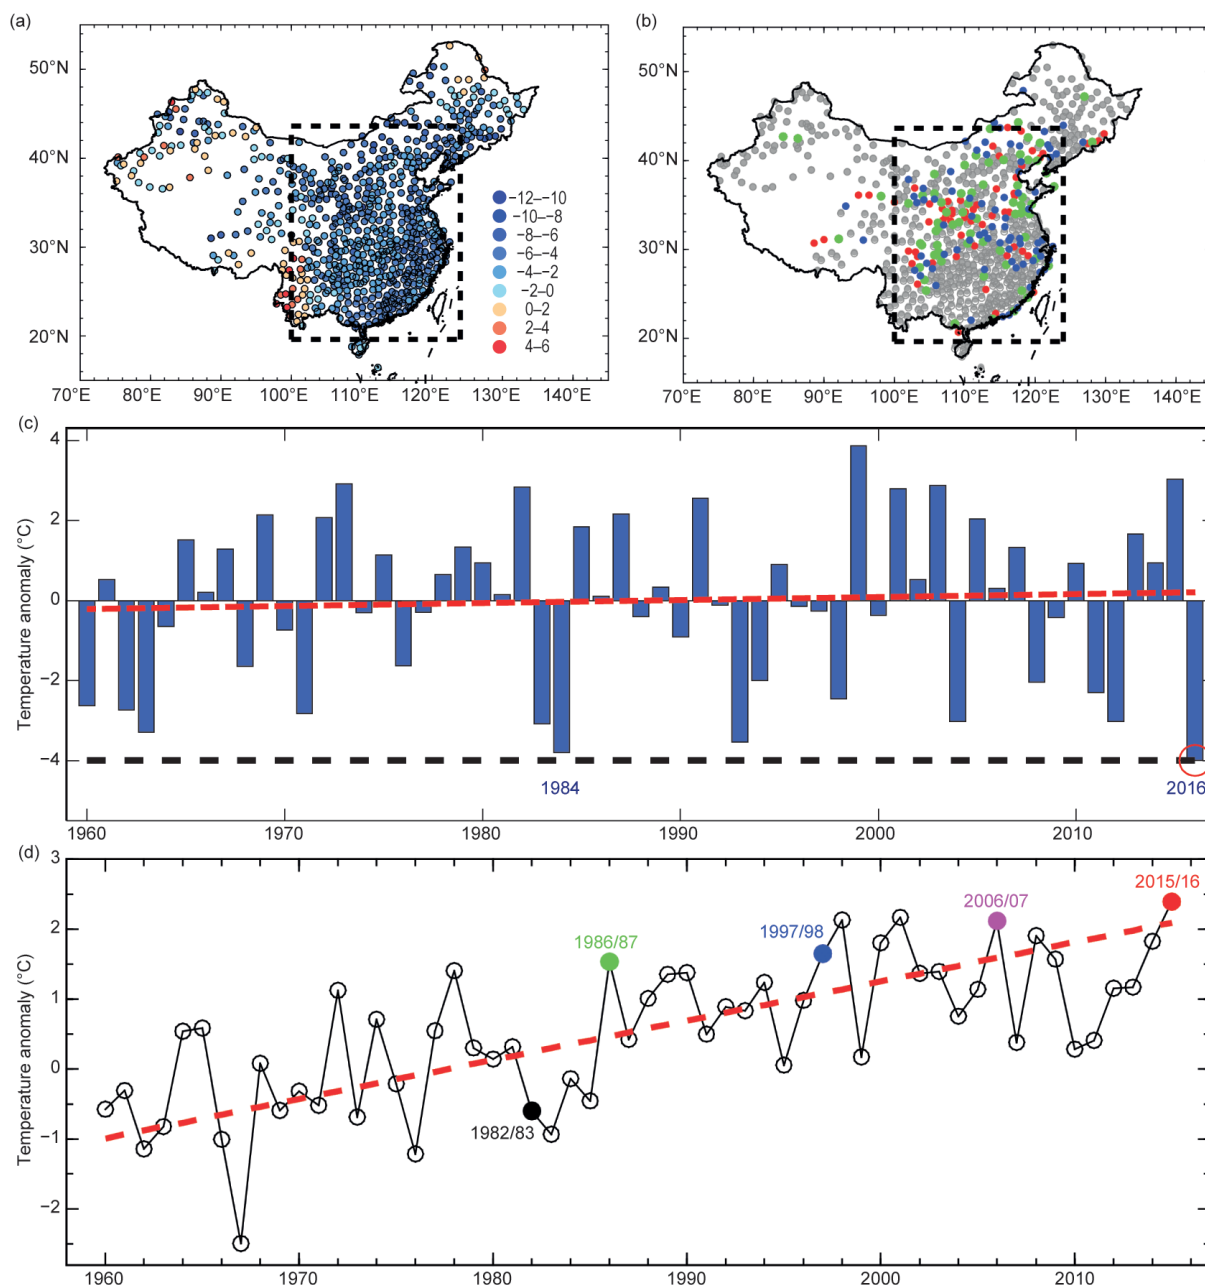 (a)
(b)
50°N
40°N
30°N
20°N
−12–−10
−10–−8
−8–−6
−6–−4
−4–−2
−2–0
0–2
2–4
4–6
70°E 80°E 90°E 100°E 110°E 120°E 130°E 140°E
50°N
40°N
30°N
20°N
70°E 80°E 90°E 100°E 110°E 120°E 130°E 140°E
(c)
Temperature anomaly (°C)
4
2
0
−2
−4
1984
2016
1960 1970 1980 1990 2000 2010
(d)
Temperature anomaly (°C)
3
2
1
0
−1
−2
1982/83
1986/87
1997/98
2006/07
2015/16
1960 1970 1980 1990 2000 2010